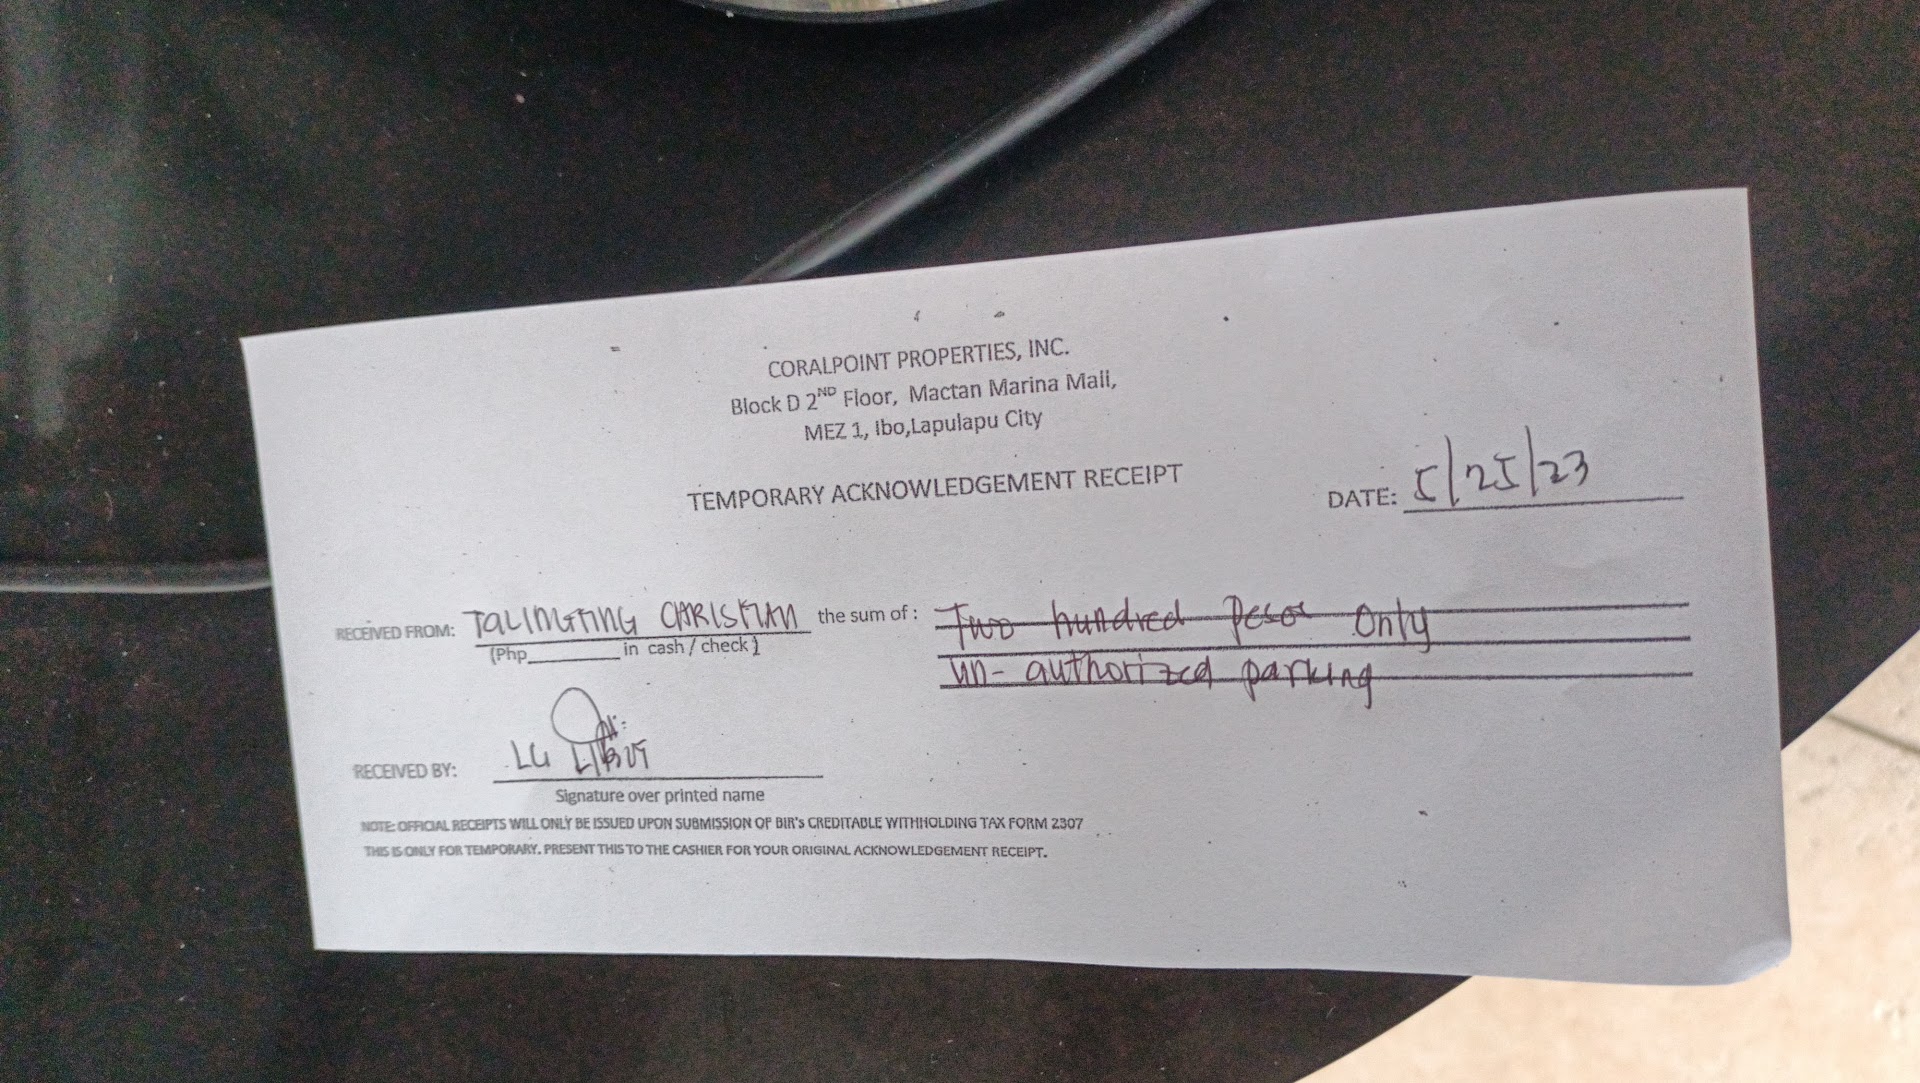 CORALPOINT PROPERTIES, INC.
Block D 2ND Floor, Mactan Marina Mall,
MEZ 1, Ibo,Lapulapu City
TEMPORARY ACKNOWLEDGEMENT RECEIPT
DATE: 5/25/23
RECEIVED FROM: TALINGTING CHRISTIAN the sum of : Two hundred Pesos Only
(Php________ in cash / check)
un-authorized parking
RECEIVED BY: LU
Signature over printed name
NOTE: OFFICIAL RECEIPTS WILL ONLY BE ISSUED UPON SUBMISSION OF BIR's CREDITABLE WITHHOLDING TAX FORM 2307
THIS IS ONLY FOR TEMPORARY. PRESENT THIS TO THE CASHIER FOR YOUR ORIGINAL ACKNOWLEDGEMENT RECEIPT.